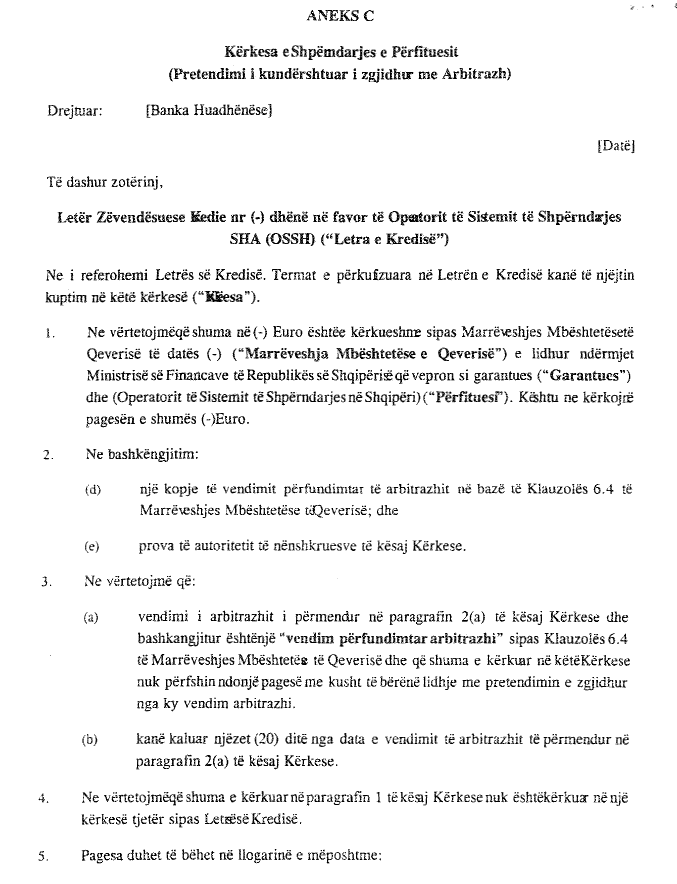 ANEKS C
Kërkesa e Shpërndarjes e Përfituesit
(Pretendimi i kundërshtuar i zgjidhur me Arbitrazh)
Drejtuar: [Banka Huadhënëse]
[Datë]
Të dashur zotërinj,
Letër Zëvendësuese Kedie nr (-) dhënë në favor të Opeatorit të Sistemit të Shpërndarjes
SHA (OSSH) ("Letra e Kredisë")
Ne i referohemi Letrës së Kredisë. Termat e përkufizuara në Letrën e Kredisë kanë të njëjtin
kuptim në këtë kërkesë ("Kësa").
1. Ne vërtetojmëqë shuma në (-) Euroështëe kërkueshme sipas Marrëveshjes Mbështetësetë
Qeverisë të datës (-) ("Marrëveshja Mbështetëse e Qeverisë") e lidhur ndërmjet
Ministrisë së Financave të Republikës së Shqipërisë që vepron si garantues ("Garantues")
dhe (Operatorit të Sistemit të Shpërndarjes në Shqipëri) ("Përfituesi"). Kështu ne kërkojrë
pagesën e shumës (-)Euro.
2. Ne bashkëngjitim:
(d) një kopje të vendimit përfundimtar të arbitrazhit në bazë të Klauzolës 6.4 të
Marrëveshjes Mbështetëse tëQeverisë; dhe
(e) prova të autoritetit të nënshkruesve të kësaj Kërkese.
3. Ne vërtetojmë që:
(a) vendimi i arbitrazhit i përmendur në paragrafin 2(a) të kësaj Kërkese dhe
bashkangjiturështënjë "vendim përfundimtar arbitrazhi" sipas Klauzolës 6.4
të Marrëveshjes Mbështetëse të Qeverisë dhe që shuma e kërkuar në këtëKërkese
nuk përfshin ndonjë pagesë me kusht të bërënë lidhje me pretendimin e zgjidhur
nga ky vendim arbitrazhi.
(b) kanë kaluar njëzet (20) ditë nga data e vendimit të arbitrazhit të përmendur në
paragrafin 2(a) të kësaj Kërkese.
4. Ne vërtetojmëqë shuma e kërkuar në paragrafin 1 të kësaj Kërkese nuk ështëkërkuar në një
kërkesë tjetër sipas Letrësësë Kredisë.
5. Pagesa duhet të bëhet në llogarinë e mëposhtme: